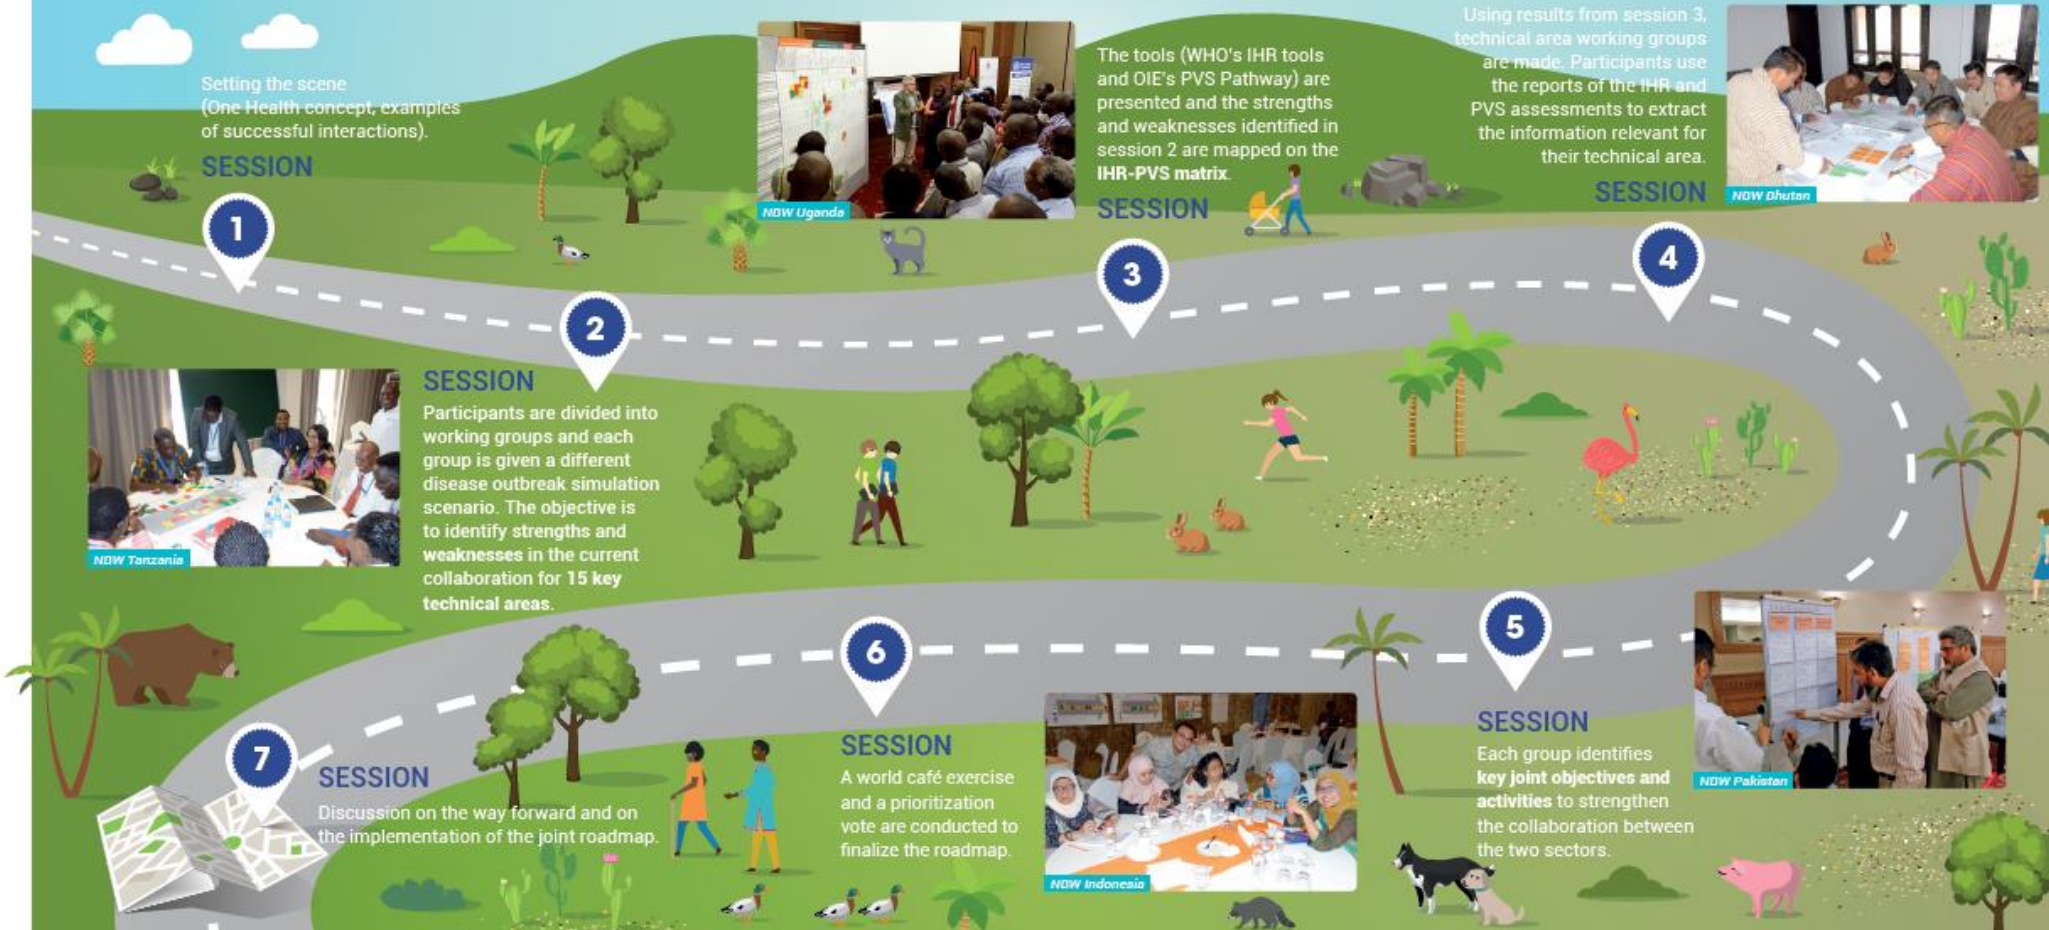 Setting the scene
(One Health concept, examples
of successful interactions).
SESSION
1
2
SESSION
Participants are divided into
working groups and each
group is given a different
disease outbreak simulation
scenario. The objective is
to identify strengths and
weaknesses in the current
collaboration for 15 key
technical areas.
NBW Tanzania
NBW Uganda
The tools (WHO's IHR tools
and OIE's PVS Pathway) are
presented and the strengths
and weaknesses identified in
session 2 are mapped on the
IHR-PVS matrix.
SESSION
3
Using results from session 3,
technical area working groups
are made. Participants use
the reports of the IHR and
PVS assessments to extract
the information relevant for
their technical area.
SESSION
4
NBW Bhutan
5
SESSION
Each group identifies
key joint objectives and
activities to strengthen
the collaboration between
the two sectors.
NBW Pakistan
6
SESSION
A world café exercise
and a prioritization
vote are conducted to
finalize the roadmap.
NBW Indonesia
7
SESSION
Discussion on the way forward and on
the implementation of the joint roadmap.